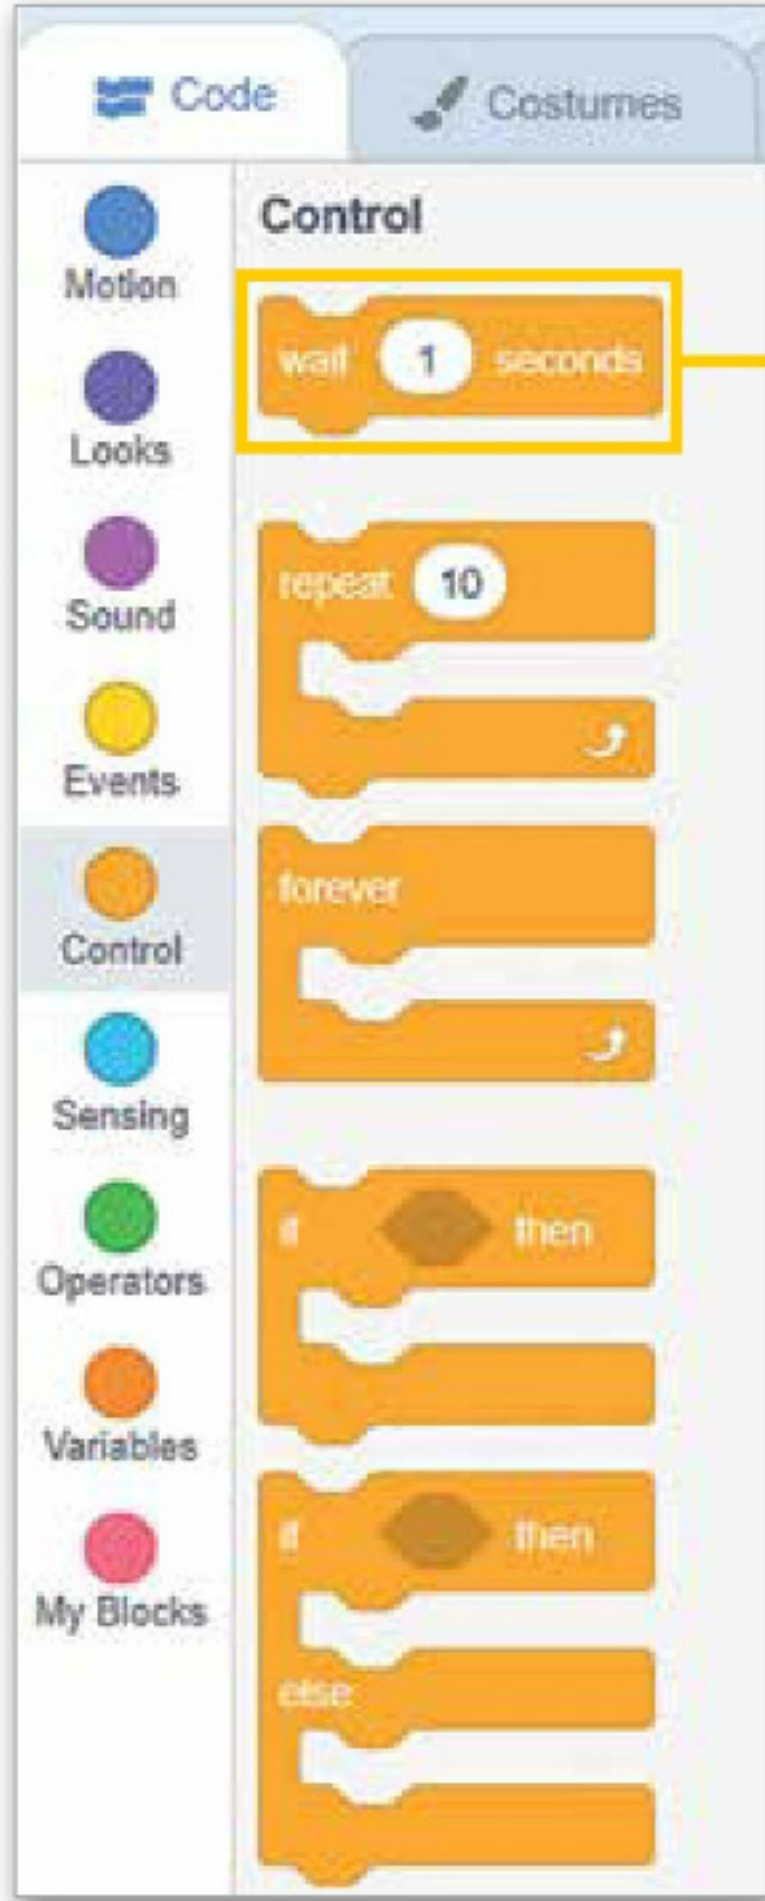 Code
Costumes
Motion
Looks
Sound
Events
Control
Sensing
Operators
Variables
My Blocks
Control
wait 1 seconds
repeat 10
forever
if then
if then
else